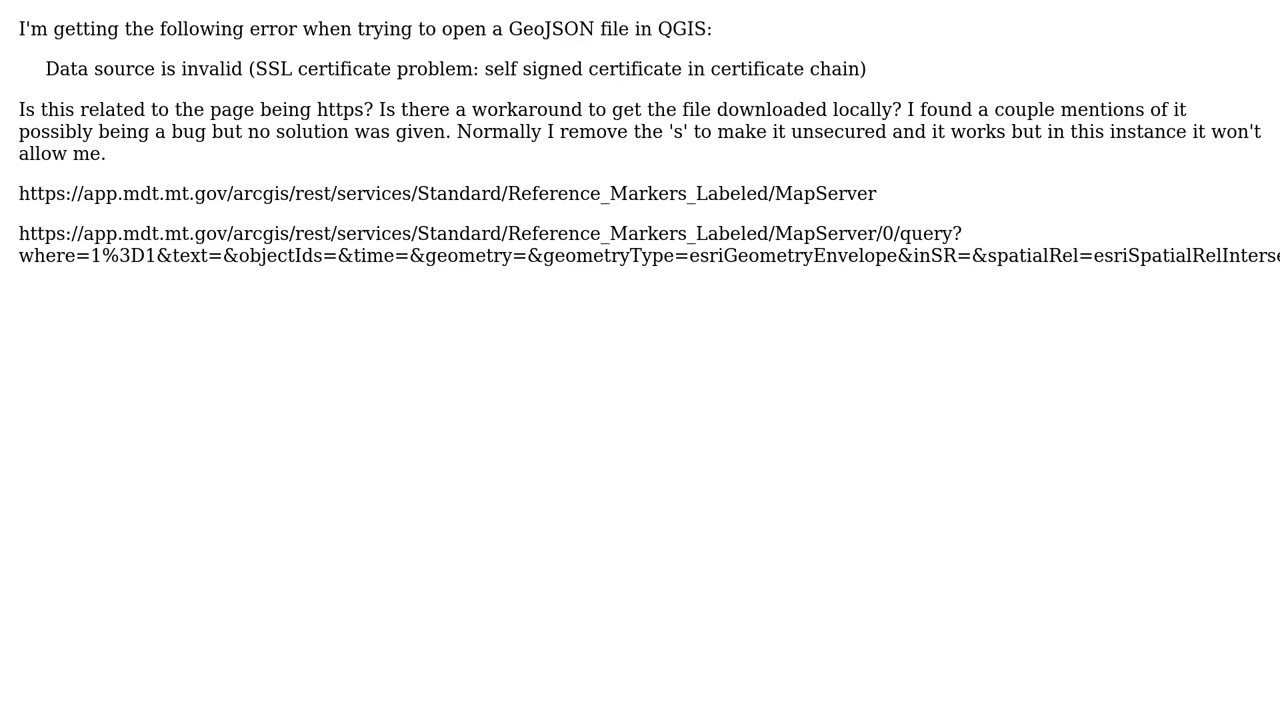 I'm getting the following error when trying to open a GeoJSON file in QGIS:
Data source is invalid (SSL certificate problem: self signed certificate in certificate chain)
Is this related to the page being https? Is there a workaround to get the file downloaded locally? I found a couple mentions of it
possibly being a bug but no solution was given. Normally I remove the 's' to make it unsecured and it works but in this instance it won't
allow me.
https://app.mdt.mt.gov/arcgis/rest/services/Standard/Reference_Markers_Labeled/MapServer
https://app.mdt.mt.gov/arcgis/rest/services/Standard/Reference_Markers_Labeled/MapServer/0/query?
where=1%3D1&text=&objectIds=&time=&geometry=&geometryType=esriGeometryEnvelope&inSR=&spatialRel=esriSpatialRelInterse